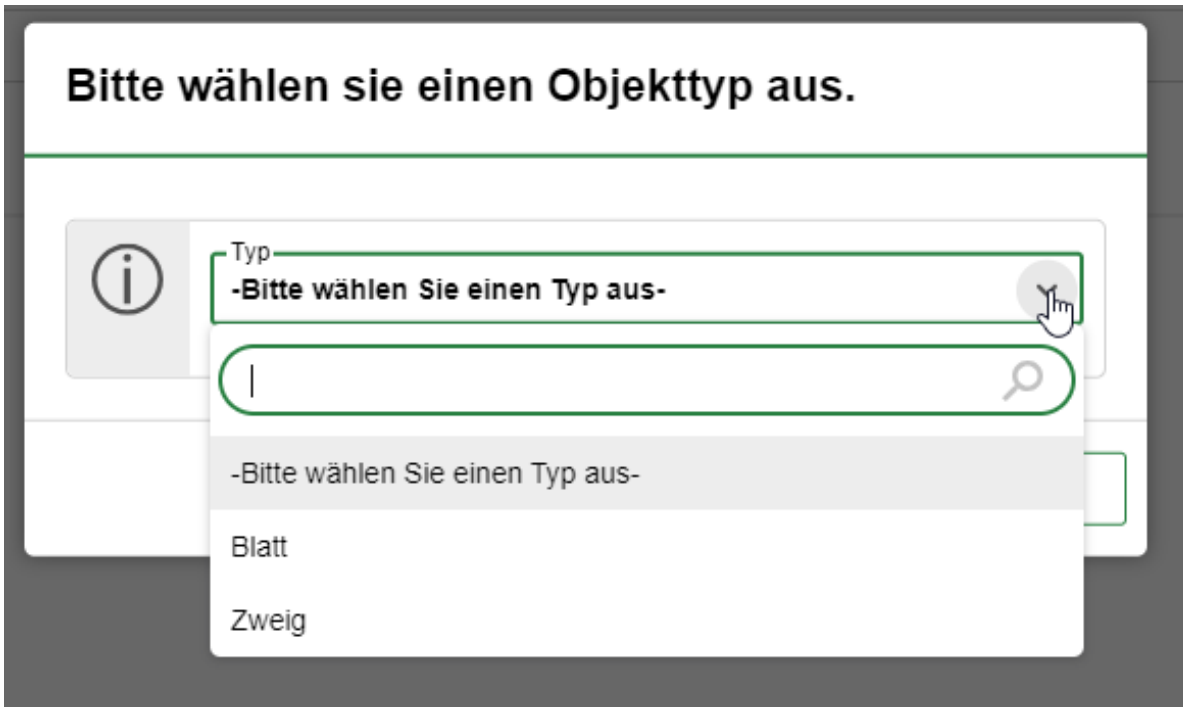 Bitte wählen sie einen Objekttyp aus.
Typ
-Bitte wählen Sie einen Typ aus-
-Bitte wählen Sie einen Typ aus-
Blatt
Zweig